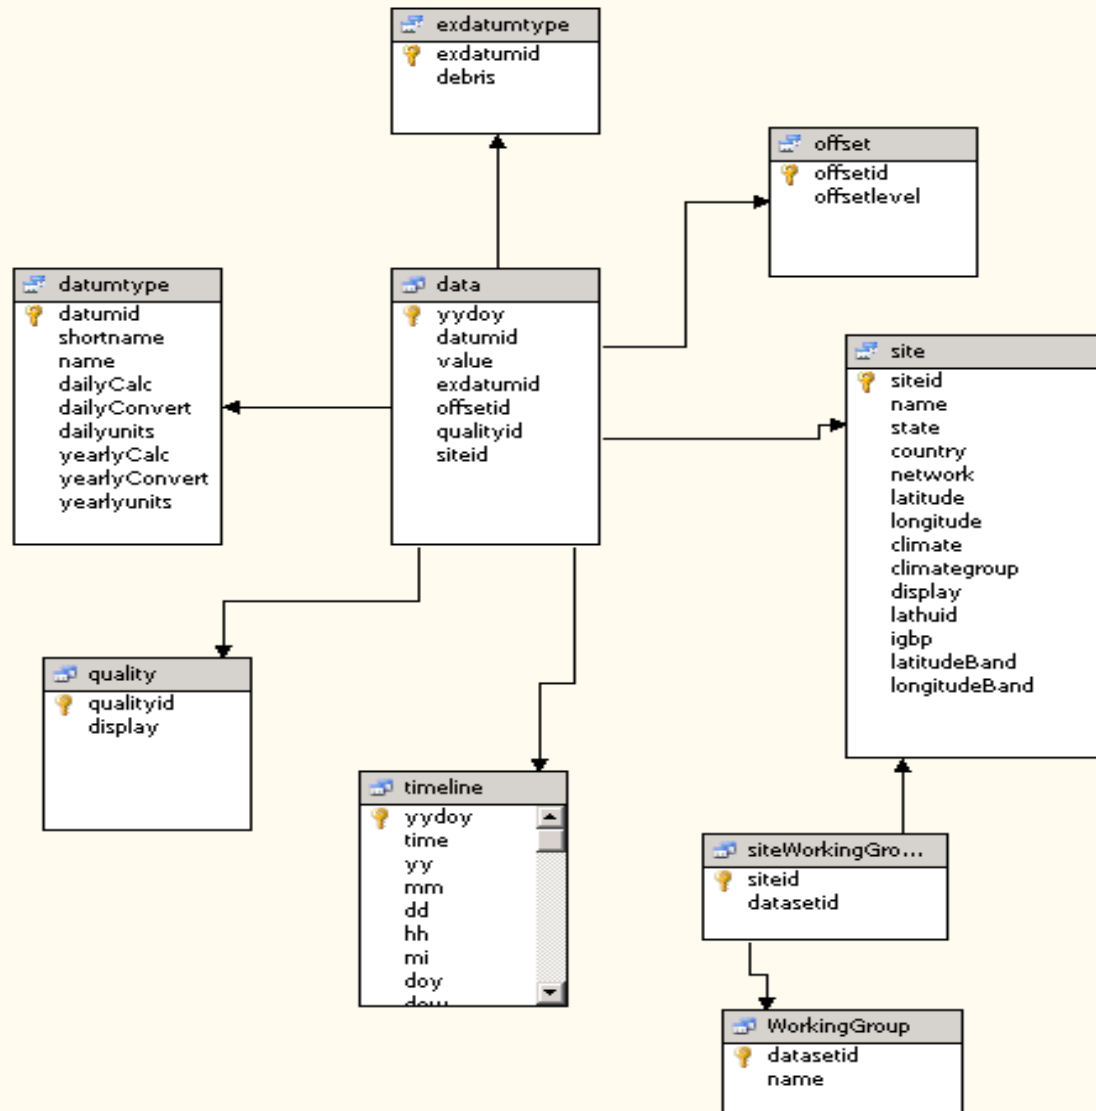 exdatumtype
exdatumid
debris
offset
offsetid
offsetlevel
datumtype
datumid
shortname
name
dailyCalc
dailyConvert
dailyunits
yearlyCalc
yearlyConvert
yearlyunits
data
yydoy
datumid
value
exdatumid
offsetid
qualityid
siteid
site
siteid
name
state
country
network
latitude
longitude
climate
climategroup
display
lathuid
igbp
latitudeBand
longitudeBand
quality
qualityid
display
timeline
yydoy
time
yy
mm
dd
hh
mi
doy
siteWorkingGro...
siteid
datasetid
WorkingGroup
datasetid
name